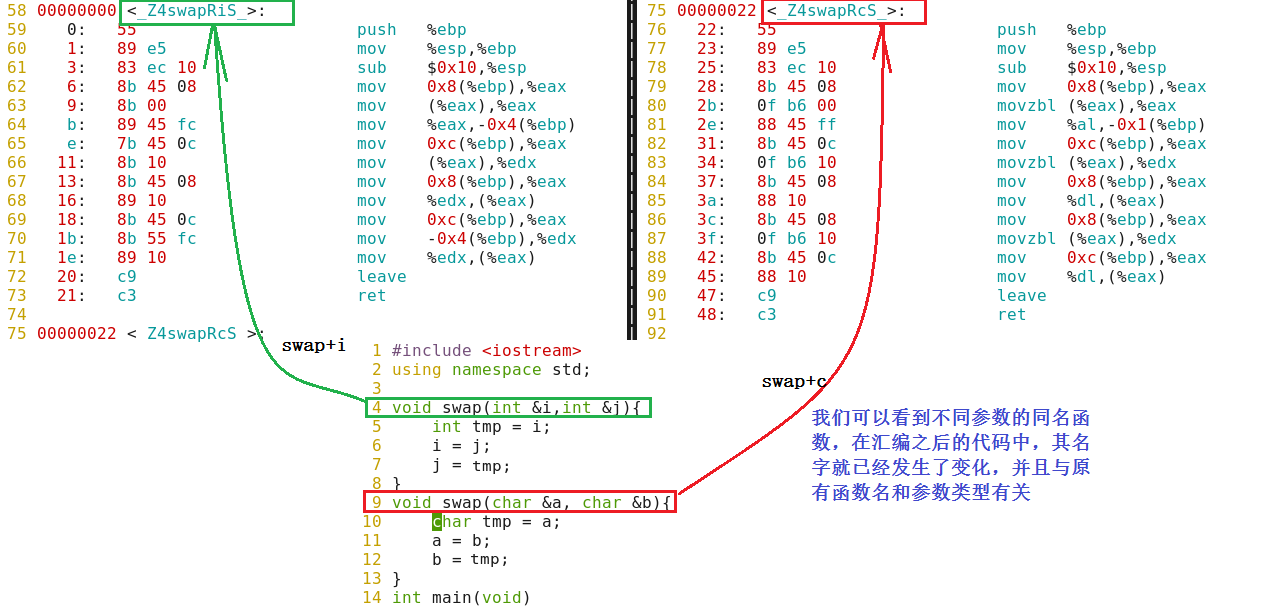 58 00000000 <_Z4swapRiS_>:
59 0: 55 push %ebp
60 1: 89 e5 mov %esp,%ebp
61 3: 83 ec 10 sub $0x10,%esp
62 6: 8b 45 08 mov 0x8(%ebp),%eax
63 9: 8b 00 mov (%eax),%eax
64 b: 89 45 fc mov %eax,-0x4(%ebp)
65 e: 7b 45 0c mov 0xc(%ebp),%eax
66 11: 8b 10 mov (%eax),%edx
67 13: 8b 45 08 mov 0x8(%ebp),%eax
68 16: 89 10 mov %edx,(%eax)
69 18: 8b 45 0c mov 0xc(%ebp),%eax
70 1b: 8b 55 fc mov -0x4(%ebp),%edx
71 1e: 89 10 mov %edx,(%eax)
72 20: c9 leave
73 21: c3 ret
74
75 00000022 < Z4swapRcS >:
75 00000022 <_Z4swapRcS_>:
76 22: 55 push %ebp
77 23: 89 e5 mov %esp,%ebp
78 25: 83 ec 10 sub $0x10,%esp
79 28: 8b 45 08 mov 0x8(%ebp),%eax
80 2b: 0f b6 00 movzbl (%eax),%eax
81 2e: 88 45 ff mov %al,-0x1(%ebp)
82 31: 8b 45 0c mov 0xc(%ebp),%eax
83 34: 0f b6 10 movzbl (%eax),%edx
84 37: 8b 45 08 mov 0x8(%ebp),%eax
85 3a: 88 10 mov %dl,(%eax)
86 3c: 8b 45 08 mov 0x8(%ebp),%eax
87 3f: 0f b6 10 movzbl (%eax),%edx
88 42: 8b 45 0c mov 0xc(%ebp),%eax
89 45: 88 10 mov %dl,(%eax)
90 47: c9 leave
91 48: c3 ret
92
swap+i
1 #include <iostream>
2 using namespace std;
3
4 void swap(int &i,int &j){
5 int tmp = i;
6 i = j;
7 j = tmp;
8 }
9 void swap(char &a, char &b){
10 char tmp = a;
11 a = b;
12 b = tmp;
13 }
14 int main(void)
swap+c
我们可以看到不同参数的同名函
数，在汇编之后的代码中，其名
字就已经发生了变化，并且与原
有函数名和参数类型有关